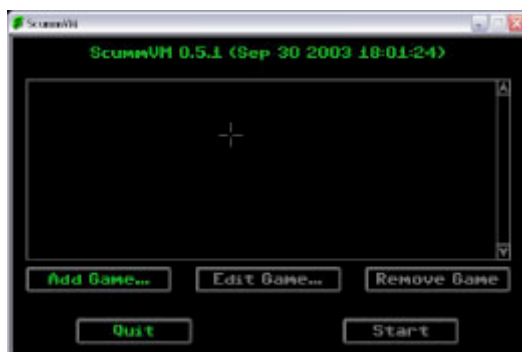 ScummVM
ScummVM 0.5.1 (Sep 30 2003 18:01:24)
Add Game... Edit Game... Remove Game
Quit Start